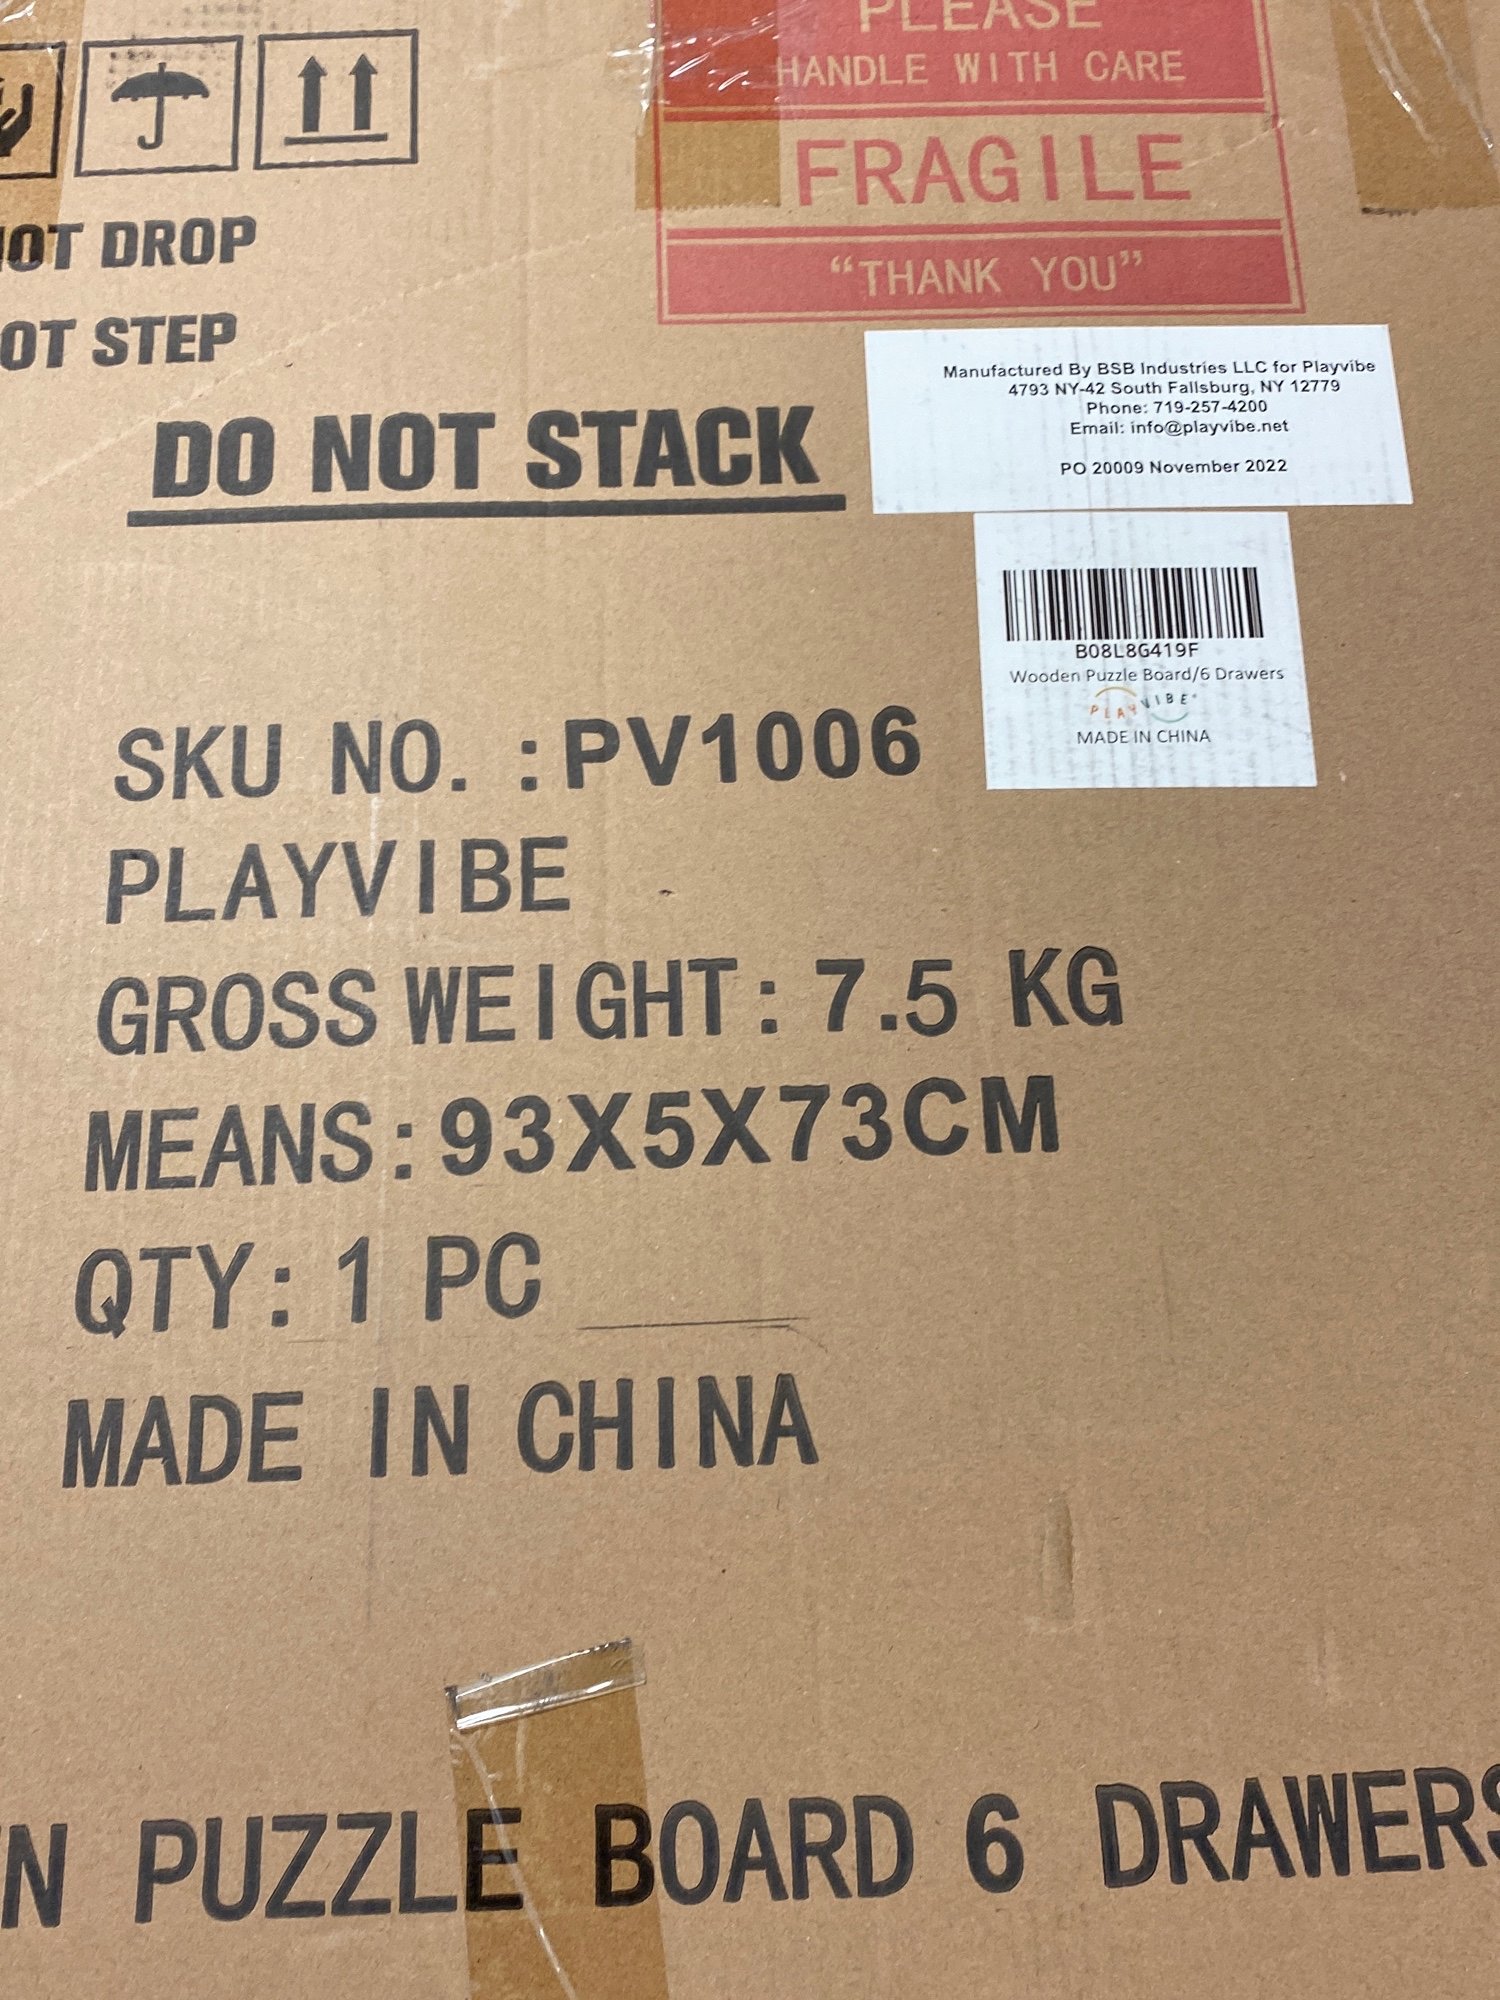 PLEASE
HANDLE WITH CARE
FRAGILE
“THANK YOU”
NOT DROP
NOT STEP
DO NOT STACK
Manufactured By BSB Industries LLC for Playvibe
4793 NY-42 South Fallsburg, NY 12779
Phone: 719-257-4200
Email: info@playvibe.net
PO 20009 November 2022
B08L8G419F
Wooden Puzzle Board/6 Drawers
PLAYVIBE®
MADE IN CHINA
SKU NO. :PV1006
PLAYVIBE
GROSS WEIGHT: 7.5 KG
MEANS:93X5X73CM
QTY: 1 PC
MADE IN CHINA
EN PUZZLE BOARD 6 DRAWERS